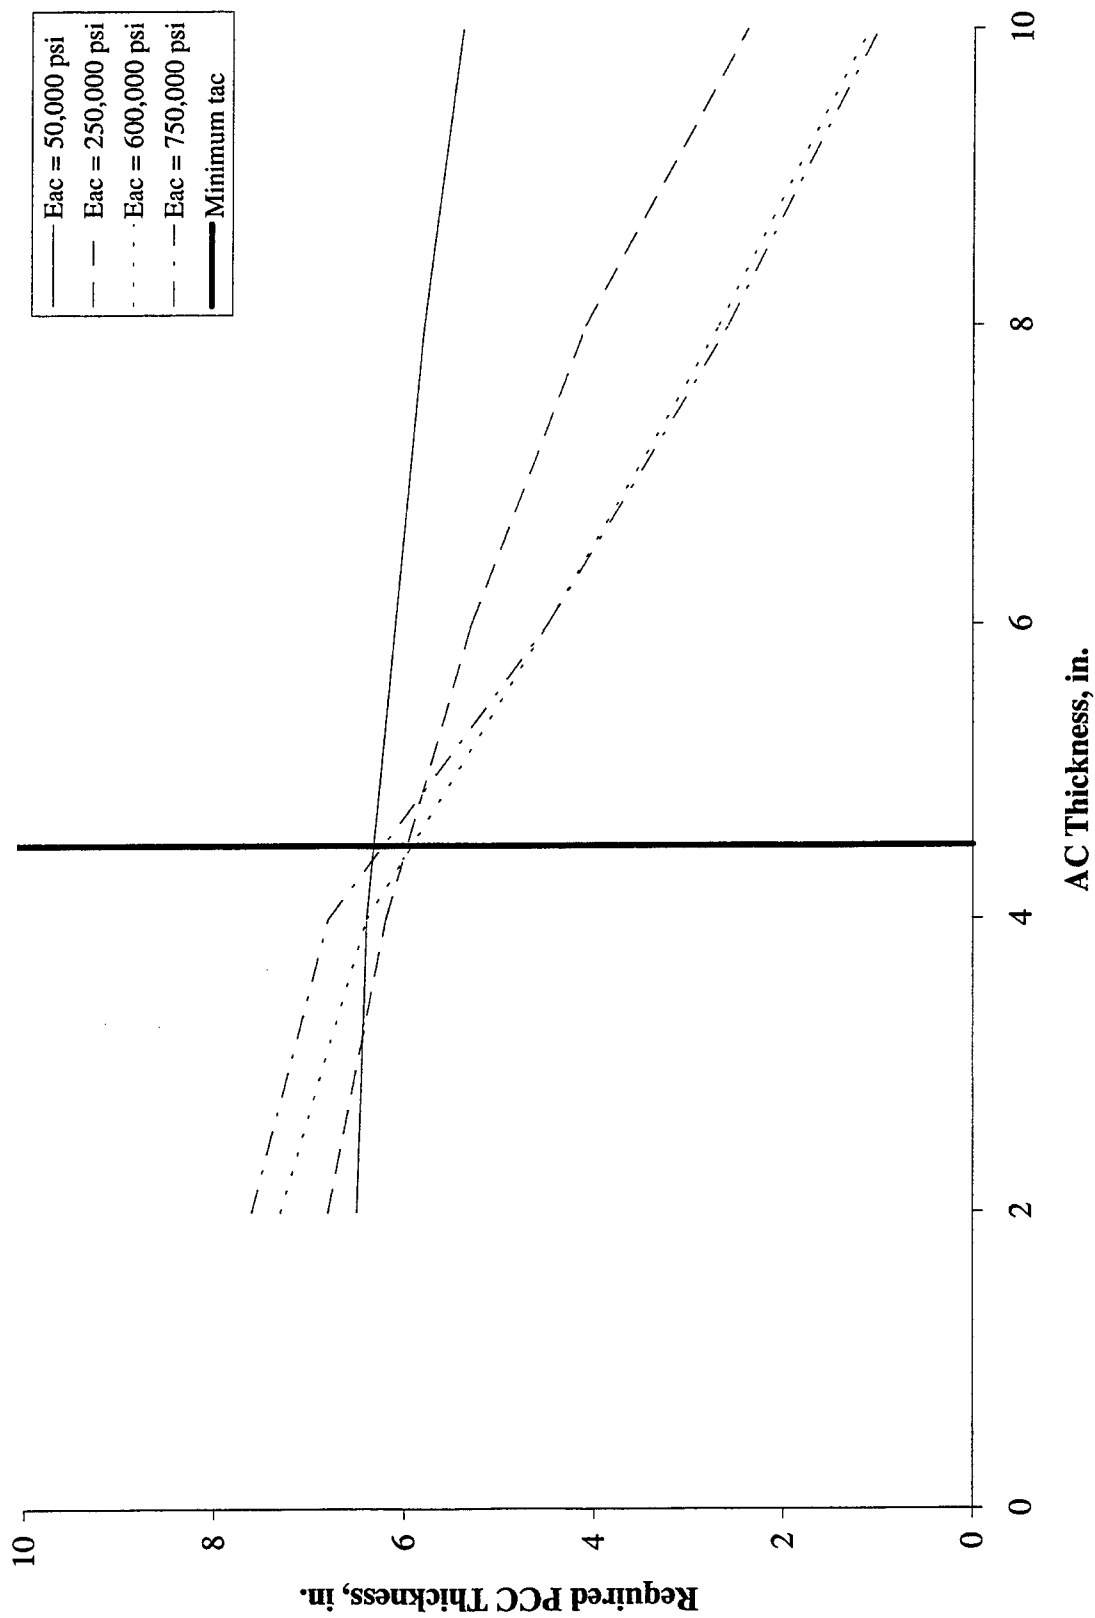 Eac = 50,000 psi
Eac = 250,000 psi
Eac = 600,000 psi
Eac = 750,000 psi
Minimum tac
10
8
6
4
2
0
Required PCC Thickness, in.
0
2
4
6
8
10
AC Thickness, in.